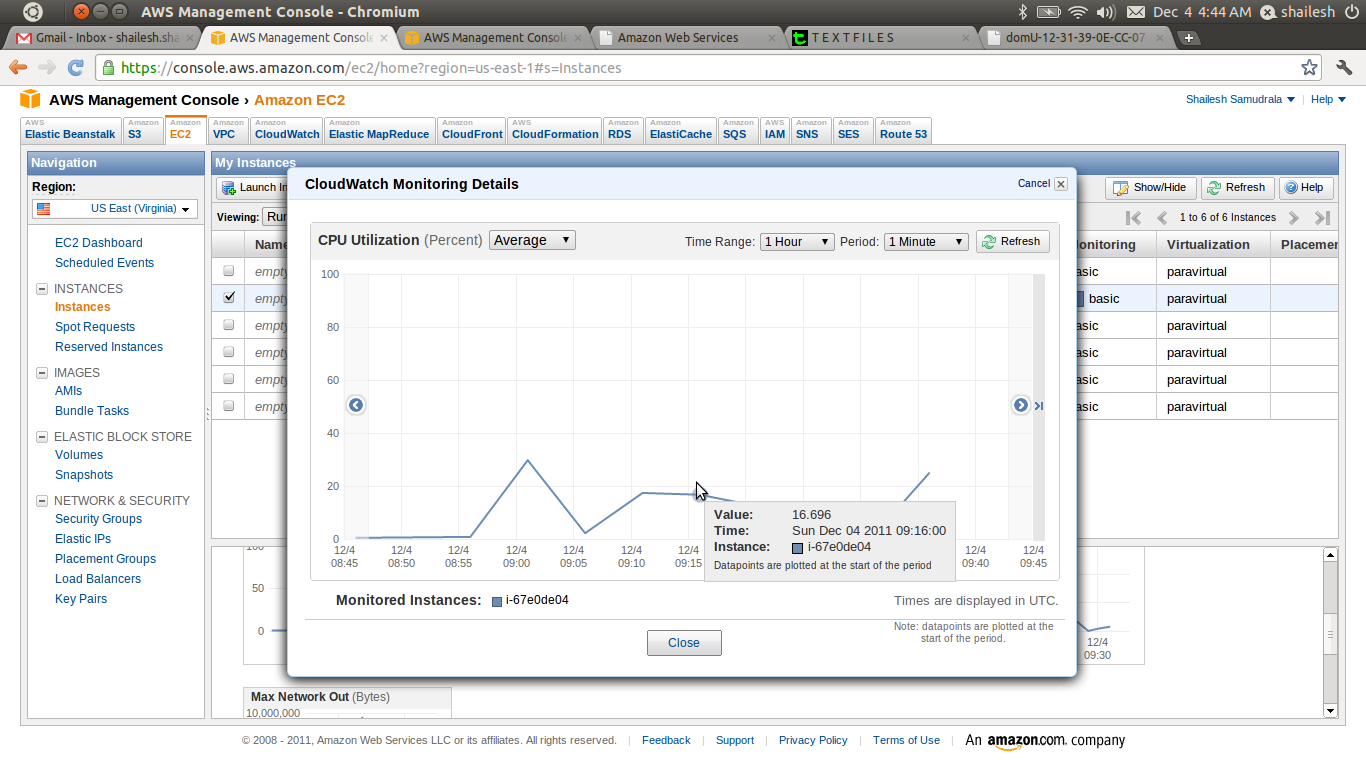 AWS Management Console - Chromium
Dec 4 4:44 AM shailesh
Gmail - Inbox - shailesh.sha
AWS Management Console
AWS Management Console
Amazon Web Services
T E X T F I L E S
domU-12-31-39-0E-CC-07
https://console.aws.amazon.com/ec2/home?region=us-east-1#s=Instances
AWS Management Console › Amazon EC2
Shailesh Samudrala | Help
AWS Elastic Beanstalk
Amazon S3
Amazon EC2
Amazon VPC
Amazon CloudWatch
Amazon Elastic MapReduce
Amazon CloudFront
AWS CloudFormation
Amazon RDS
Amazon ElastiCache
Amazon SQS
AWS IAM
Amazon SNS
Amazon SES
Amazon Route 53
Navigation
Region:
US East (Virginia)
EC2 Dashboard
Scheduled Events
INSTANCES
Instances
Spot Requests
Reserved Instances
IMAGES
AMIs
Bundle Tasks
ELASTIC BLOCK STORE
Volumes
Snapshots
NETWORK & SECURITY
Security Groups
Elastic IPs
Placement Groups
Load Balancers
Key Pairs
My Instances
Launch In
Show/Hide
Refresh
Help
Viewing: Ru
1 to 6 of 6 Instances
Name
onitoring
Virtualization
Placemen
empty
asic
paravirtual
empty
basic
paravirtual
empty
asic
paravirtual
empty
asic
paravirtual
empty
asic
paravirtual
empty
asic
paravirtual
CloudWatch Monitoring Details
Cancel
CPU Utilization (Percent) Average
Time Range: 1 Hour
Period: 1 Minute
Refresh
100
80
60
40
20
0
12/4 08:45
12/4 08:50
12/4 08:55
12/4 09:00
12/4 09:05
12/4 09:10
12/4 09:15
12/4 09:40
12/4 09:45
Value: 16.696
Time: Sun Dec 04 2011 09:16:00
Instance: i-67e0de04
Datapoints are plotted at the start of the period
Monitored Instances: i-67e0de04
Times are displayed in UTC.
Note: datapoints are plotted at the
start of the period.
Close
100
50
0
12/4
09:30
Max Network Out (Bytes)
10,000,000
© 2008 - 2011, Amazon Web Services LLC or its affiliates. All rights reserved. | Feedback | Support | Privacy Policy | Terms of Use | An amazon.com company